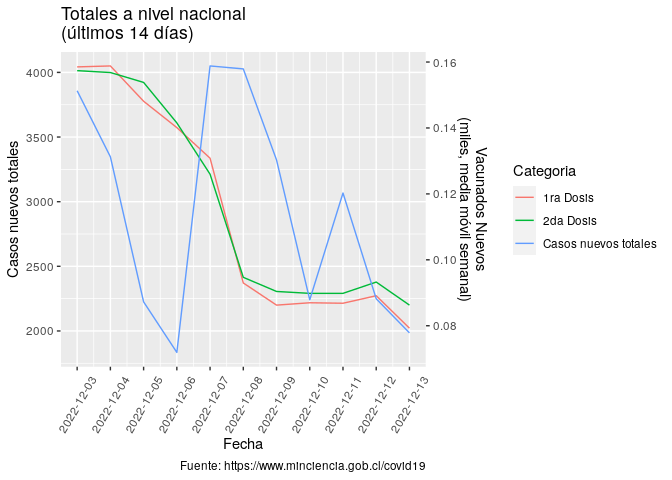 Totales a nivel nacional
(últimos 14 días)
4000
3500
3000
2500
2000
Casos nuevos totales
0.16
0.14
0.12
0.10
0.08
Vacunados Nuevos
(miles, media móvil semanal)
2022-12-03
2022-12-04
2022-12-05
2022-12-06
2022-12-07
2022-12-08
2022-12-09
2022-12-10
2022-12-11
2022-12-12
2022-12-13
Fecha
Categoria
1ra Dosis
2da Dosis
Casos nuevos totales
Fuente: https://www.minciencia.gob.cl/covid19